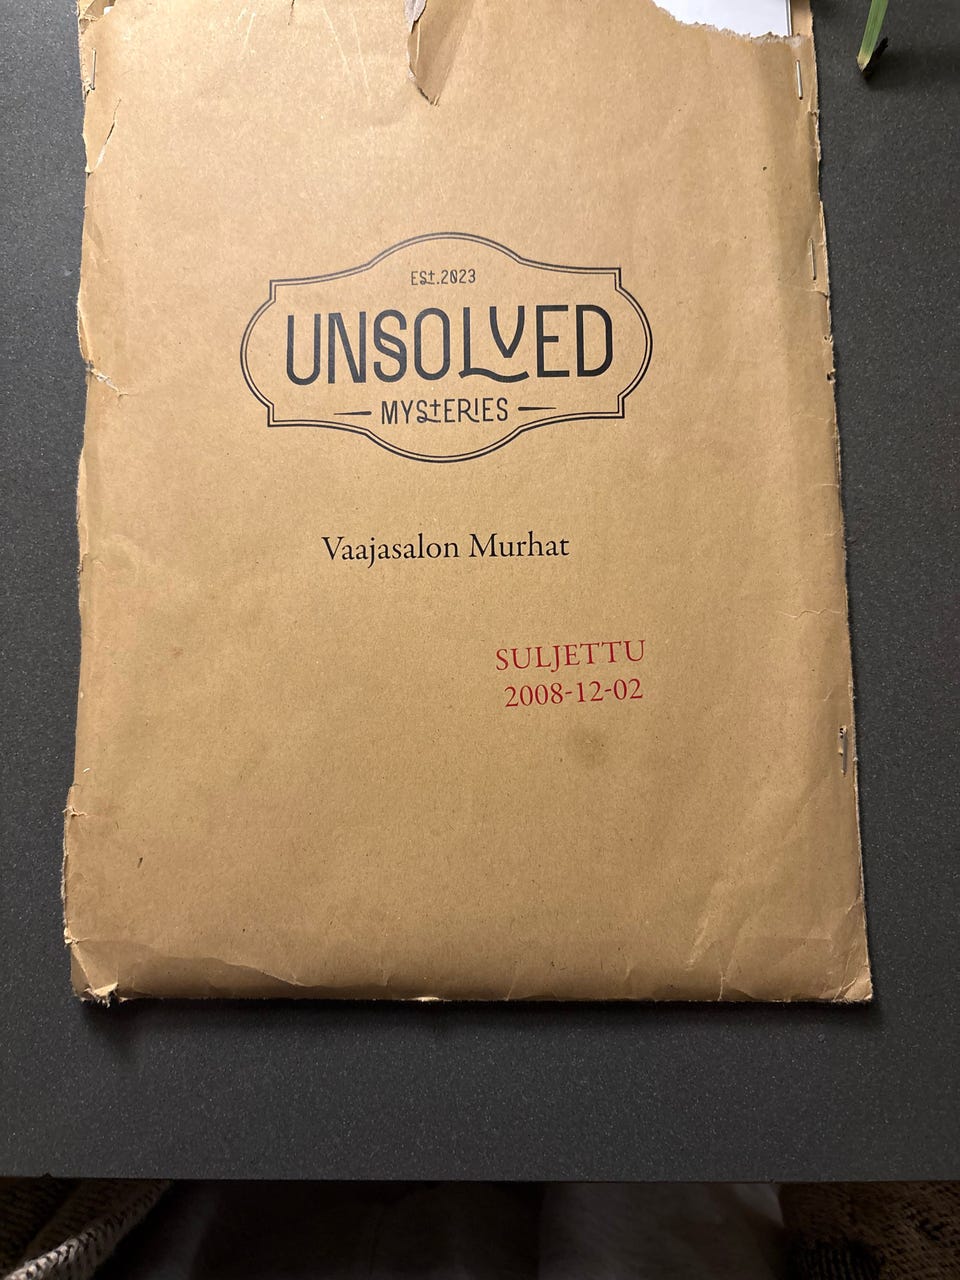 Est.2023
UNSOLVED
MYStERIES
Vaajasalon Murhat
SULJETTU
2008-12-02